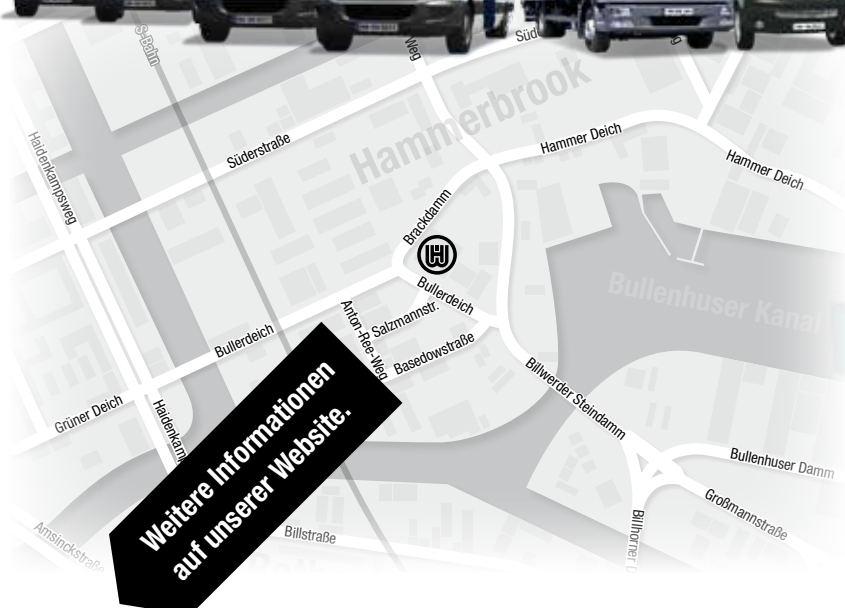 S-Bahn
Weg
Süd
g
Haidenkampsweg
Süderstraße
Hammerbrook
Hammer Deich
Hammer Deich
Brackdamm
Bullerdeich
Salzmannstr.
Anton-Ree-Weg
Basedowstraße
Bullenhuser Kanal
Bullerdeich
Grüner Deich
Haidenkamp
Billwerder Steindamm
Bullenhuser Damm
Großmannstraße
Billhorner
Weitere Informationen
auf unserer Website.
Amsinckstraße
Billstraße